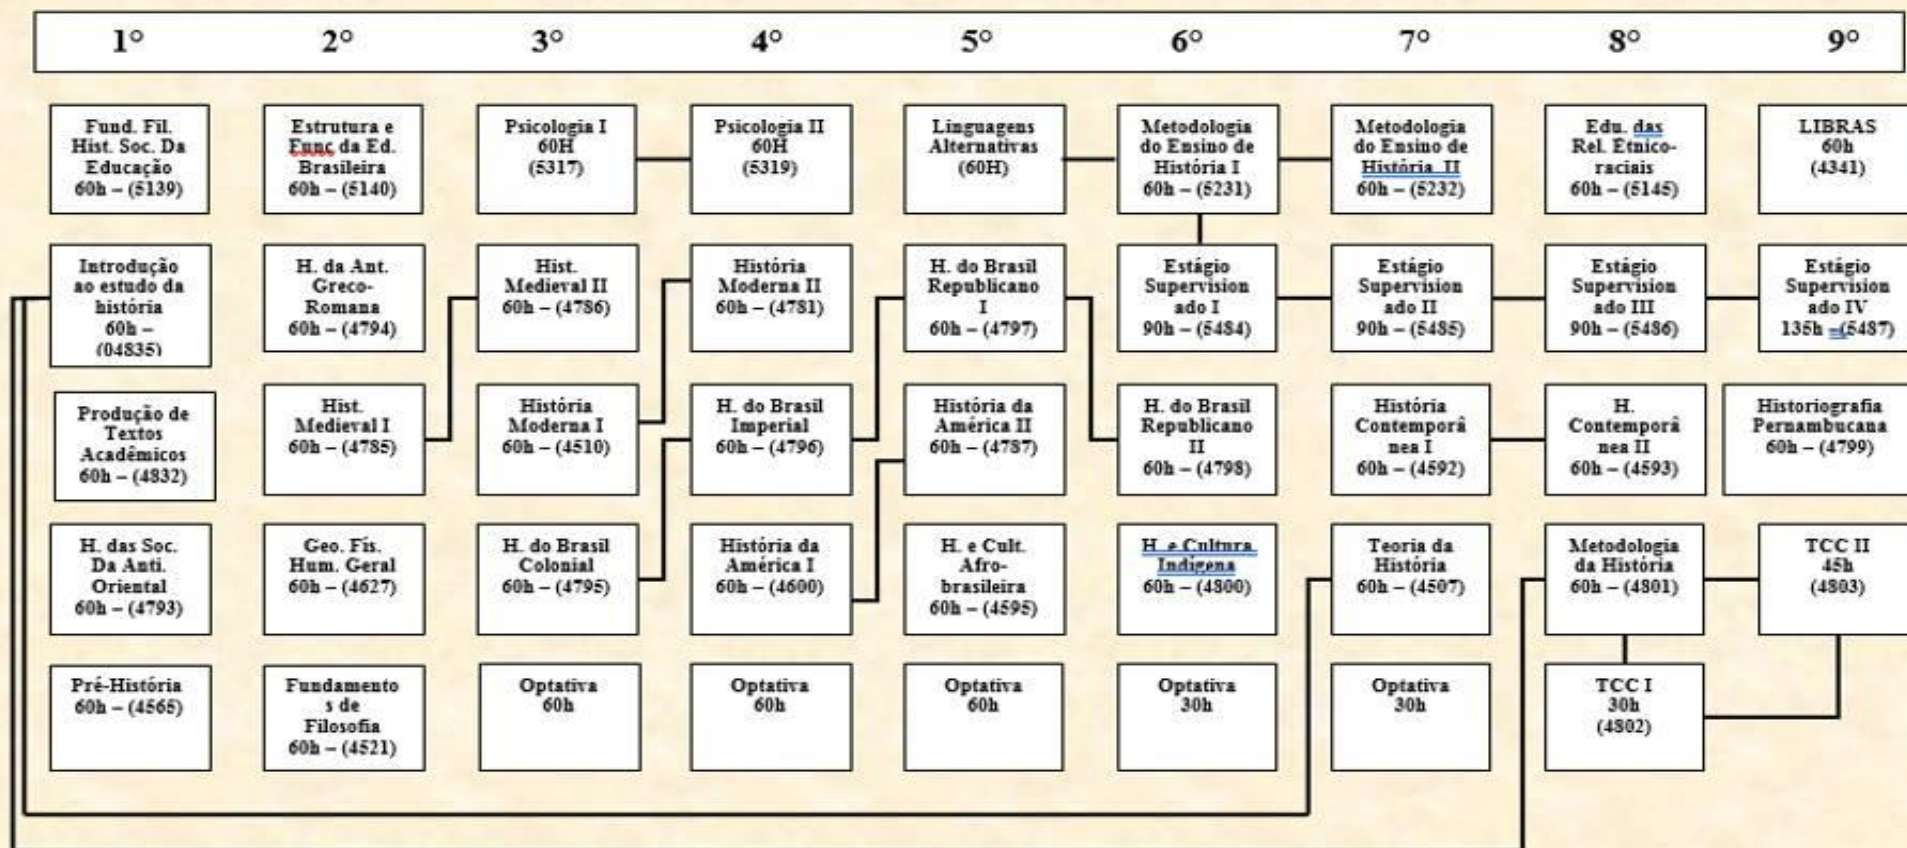 1° 2° 3° 4° 5° 6° 7° 8° 9°
Fund. Fil.
Hist. Soc. Da
Educação
60h – (5139)
Estrutura e
Func da Ed.
Brasileira
60h – (5140)
Psicologia I
60H
(5317)
Psicologia II
60H
(5319)
Linguagens
Alternativas
(60H)
Metodologia
do Ensino de
História I
60h – (5231)
Metodologia
do Ensino de
História II
60h – (5232)
Edu. das
Rel. Étnico-
raciais
60h – (5145)
LIBRAS
60h
(4341)
Introdução
ao estudo da
história
60h –
(04835)
H. da Ant.
Greco-
Romana
60h – (4794)
Hist.
Medieval II
60h – (4786)
História
Moderna II
60h – (4781)
H. do Brasil
Republicano
I
60h – (4797)
Estágio
Supervision
ado I
90h – (5484)
Estágio
Supervision
ado II
90h – (5485)
Estágio
Supervision
ado III
90h – (5486)
Estágio
Supervision
ado IV
135h –(5487)
Produção de
Textos
Acadêmicos
60h – (4832)
Hist.
Medieval I
60h – (4785)
História
Moderna I
60h – (4510)
H. do Brasil
Imperial
60h – (4796)
História da
América II
60h – (4787)
H. do Brasil
Republicano
II
60h – (4798)
História
Contemporâ
nea I
60h – (4592)
H.
Contemporâ
nea II
60h – (4593)
Historiografia
Pernambucana
60h – (4799)
H. das Soc.
Da Anti.
Oriental
60h – (4793)
Geo. Fís.
Hum. Geral
60h – (4627)
H. do Brasil
Colonial
60h – (4795)
História da
América I
60h – (4600)
H. e Cult.
Afro-
brasileira
60h – (4595)
H. e Cultura
Indígena
60h – (4800)
Teoria da
História
60h – (4507)
Metodologia
da História
60h – (4801)
TCC II
45h
(4803)
Pré-História
60h – (4565)
Fundamento
s de
Filosofia
60h – (4521)
Optativa
60h
Optativa
60h
Optativa
60h
Optativa
30h
Optativa
30h
TCC I
30h
(4802)